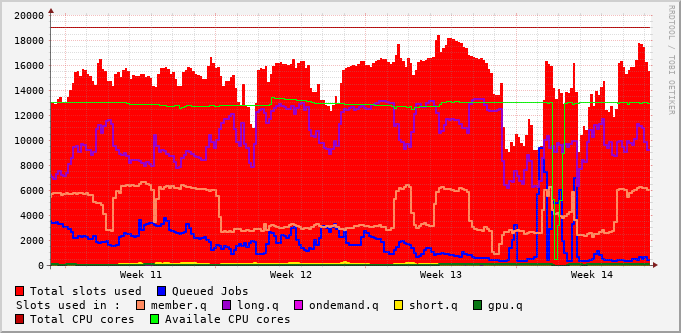 20000
18000
16000
14000
12000
10000
8000
6000
4000
2000
0
Week 11 Week 12 Week 13 Week 14
RRDTOOL / TOBI OETIKER
Total slots used Queued Jobs
Slots used in : member.q long.q ondemand.q short.q gpu.q
Total CPU cores Availale CPU cores